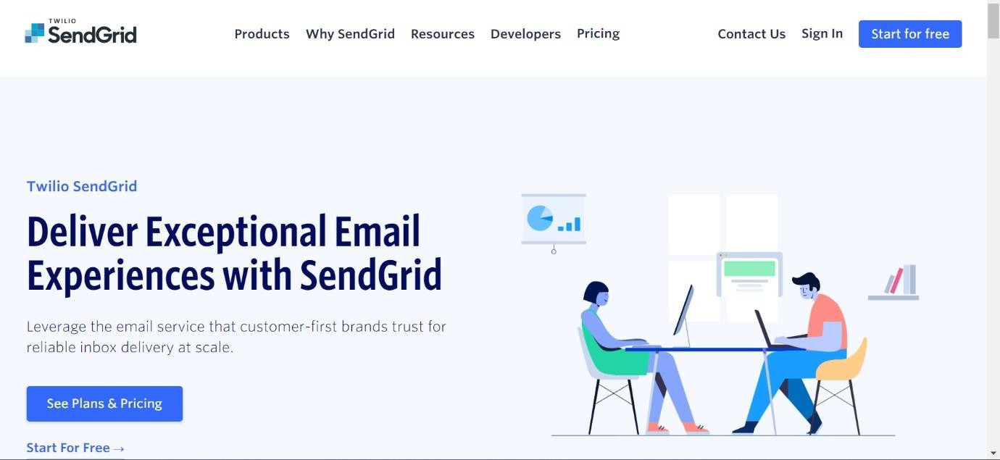 TWILIO
SendGrid
Products Why SendGrid Resources Developers Pricing Contact Us Sign In Start for free
Twilio SendGrid
Deliver Exceptional Email
Experiences with SendGrid
Leverage the email service that customer-first brands trust for
reliable inbox delivery at scale.
See Plans & Pricing
Start For Free →